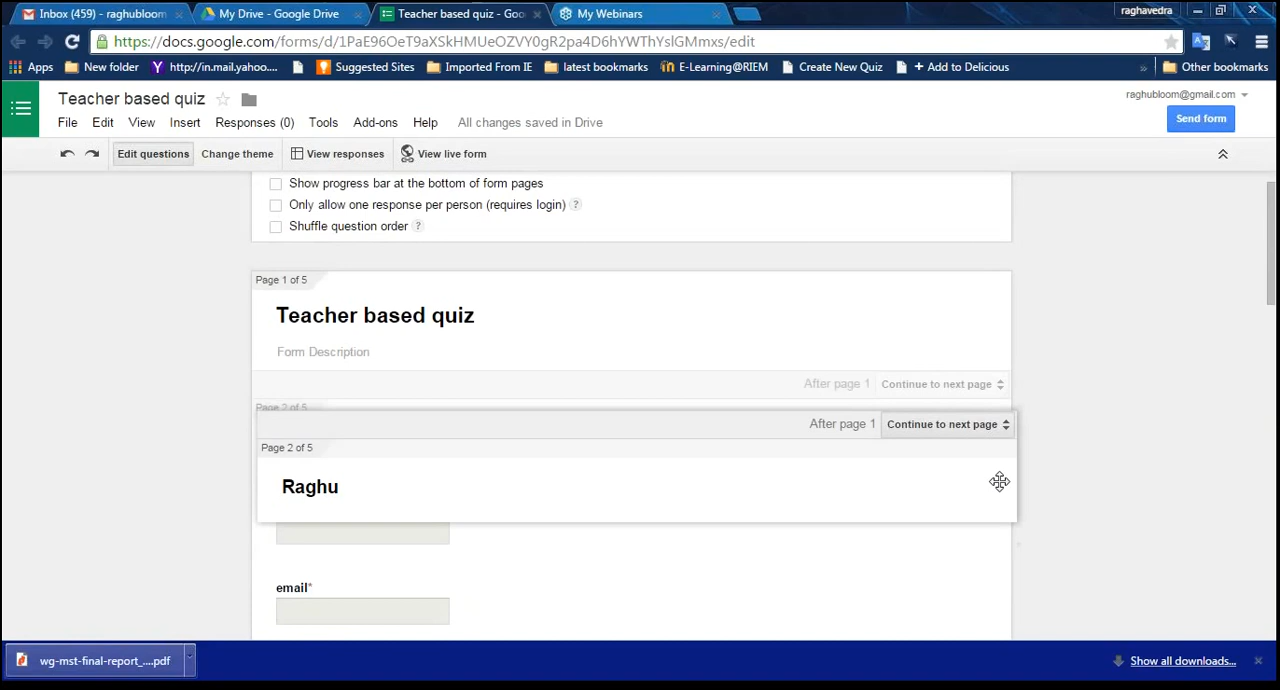 Inbox (459) - raghubloom
My Drive - Google Drive
Teacher based quiz - Goo
My Webinars
raghavedra
https://docs.google.com/forms/d/1PaE96OeT9aXSkHMUeOZVY0gR2pa4D6hYWThYslGMmxs/edit
Apps
New folder
http://in.mail.yahoo....
Suggested Sites
Imported From IE
latest bookmarks
E-Learning@RIEM
Create New Quiz
+ Add to Delicious
»
Other bookmarks
Teacher based quiz
raghubloom@gmail.com
File Edit View Insert Responses (0) Tools Add-ons Help All changes saved in Drive
Send form
Edit questions Change theme View responses View live form
Show progress bar at the bottom of form pages
Only allow one response per person (requires login) ?
Shuffle question order ?
Page 1 of 5
Teacher based quiz
Form Description
After page 1 Continue to next page
Page 2 of 5
After page 1 Continue to next page
Page 2 of 5
Raghu
email*
wg-mst-final-report_....pdf
Show all downloads...